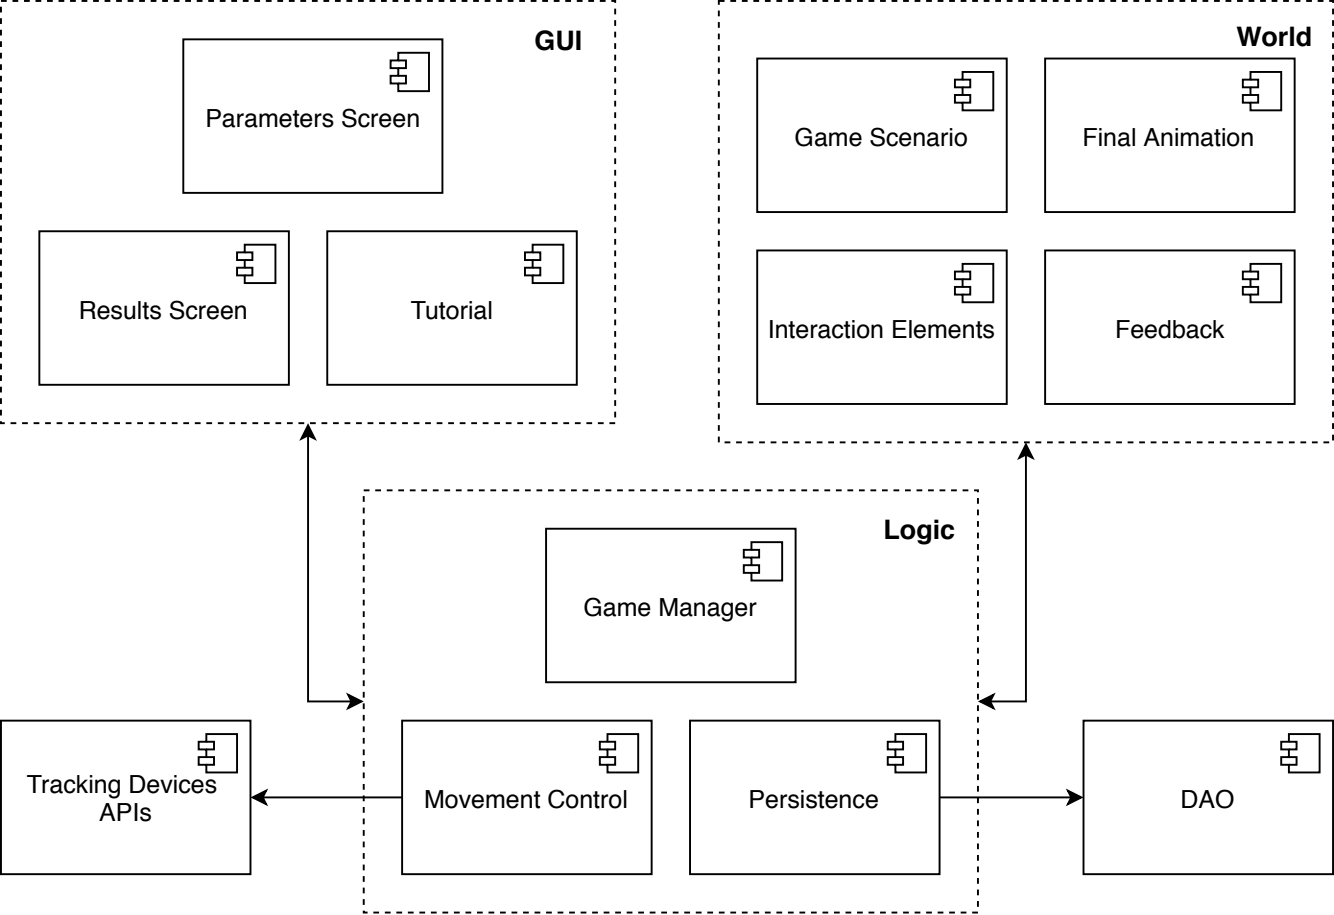 GUI
Parameters Screen
Results Screen
Tutorial
World
Game Scenario
Final Animation
Interaction Elements
Feedback
Logic
Game Manager
Tracking Devices
APIs
Movement Control
Persistence
DAO